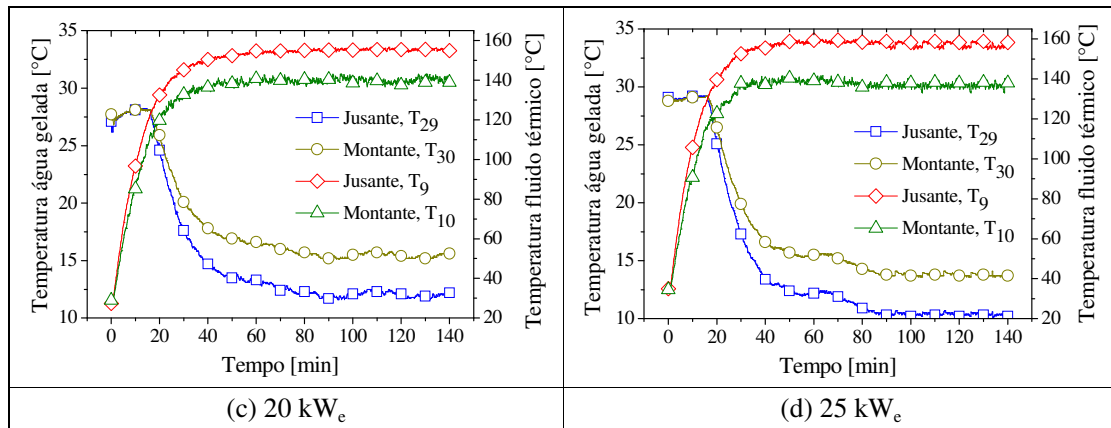 Temperatura água gelada [°C]
35
30
25
20
15
10
Jusante, T29
Montante, T30
Jusante, T9
Montante, T10
160
140
120
100
80
60
40
20
Temperatura fluido térmico [°C]
0 20 40 60 80 100 120 140
Tempo [min]
(c) 20 kWe
Temperatura água gelada [°C]
35
30
25
20
15
10
Jusante, T29
Montante, T30
Jusante, T9
Montante, T10
160
140
120
100
80
60
40
20
Temperatura fluido térmico [°C]
0 20 40 60 80 100 120 140
Tempo [min]
(d) 25 kWe